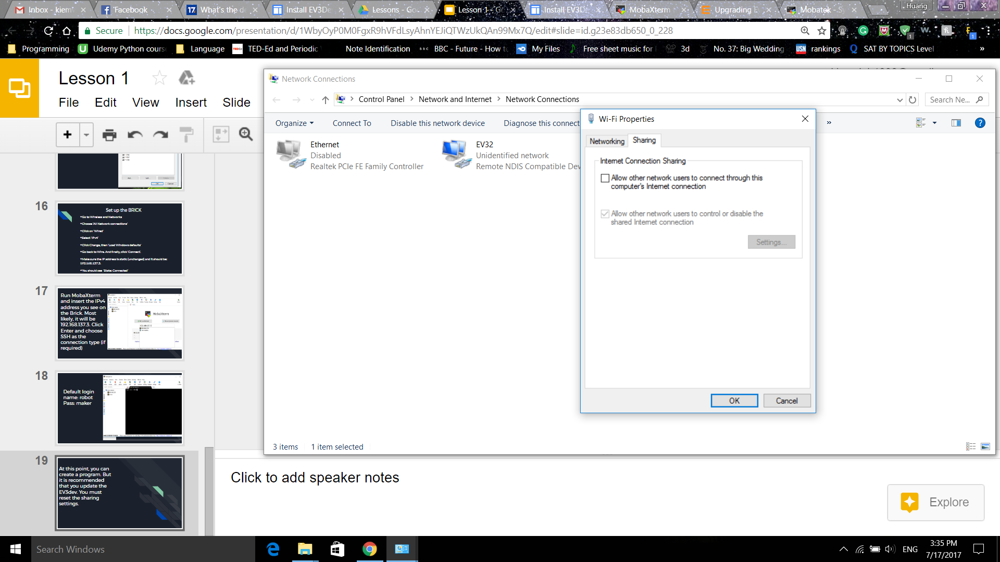 Inbox - kiem
Facebook -
What's the d
Install EV3De
Lessons - Go
Lesson 1 - G
Install EV3D
MobaXterm
Upgrading E
Mobatek - S
Huang
Secure
https://docs.google.com/presentation/d/1WbyOyP0M0FgxR9hVFdLsyAhnYEJiQTWzUkQAn99Mx7Q/edit#slide=id.g23e83db650_0_228
Programming
Udemy Python cours
Language
TED-Ed and Periodic
Note Identification
BBC - Future - How t
My Files
Free sheet music for
3d
No. 37: Big Wedding
rankings
SAT BY TOPICS Level
»
Lesson 1
File Edit View Insert Slide
Network Connections
Control Panel > Network and Internet > Network Connections
Search Ne...
Organize
Connect To
Disable this network device
Diagnose this connect
»
Ethernet
Disabled
Realtek PCIe FE Family Controller
EV32
Unidentified network
Remote NDIS Compatible Dev
Wi-Fi Properties
Networking
Sharing
Internet Connection Sharing
Allow other network users to connect through this
computer's Internet connection
Allow other network users to control or disable the
shared Internet connection
Settings...
OK
Cancel
3 items
1 item selected
16
Set up the BRICK
*Go to Wireless and Networks
*Choose 'All Network connections'
*Click on 'Wired'
*Select 'IPv4'
*Click Change, then 'Load Windows defaults'
*Go back to Wire. And finally, click 'Connect'.
*Make sure the IP address is static (unchanged) and it should be:
192.168.137.3.
*You should see 'State: Connected'
17
Run MobaXterm
and insert the IPv4
address you see on
the Brick. Most
likely, it will be
192.168.137.3. Click
Enter and choose
SSH as the
connection type (if
required)
MobaXterm
18
Default login
name: robot
Pass: maker
19
At this point, you can
create a program. But
it is recommended
that you update the
EV3dev. You must
reset the sharing
settings.
Click to add speaker notes
Explore
Search Windows
ENG
3:35 PM
7/17/2017